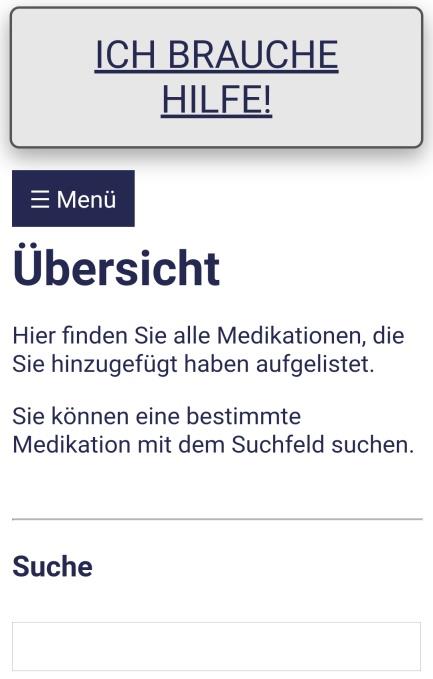 ICH BRAUCHE
HILFE!
☰ Menü
Übersicht
Hier finden Sie alle Medikationen, die
Sie hinzugefügt haben aufgelistet.
Sie können eine bestimmte
Medikation mit dem Suchfeld suchen.
Suche